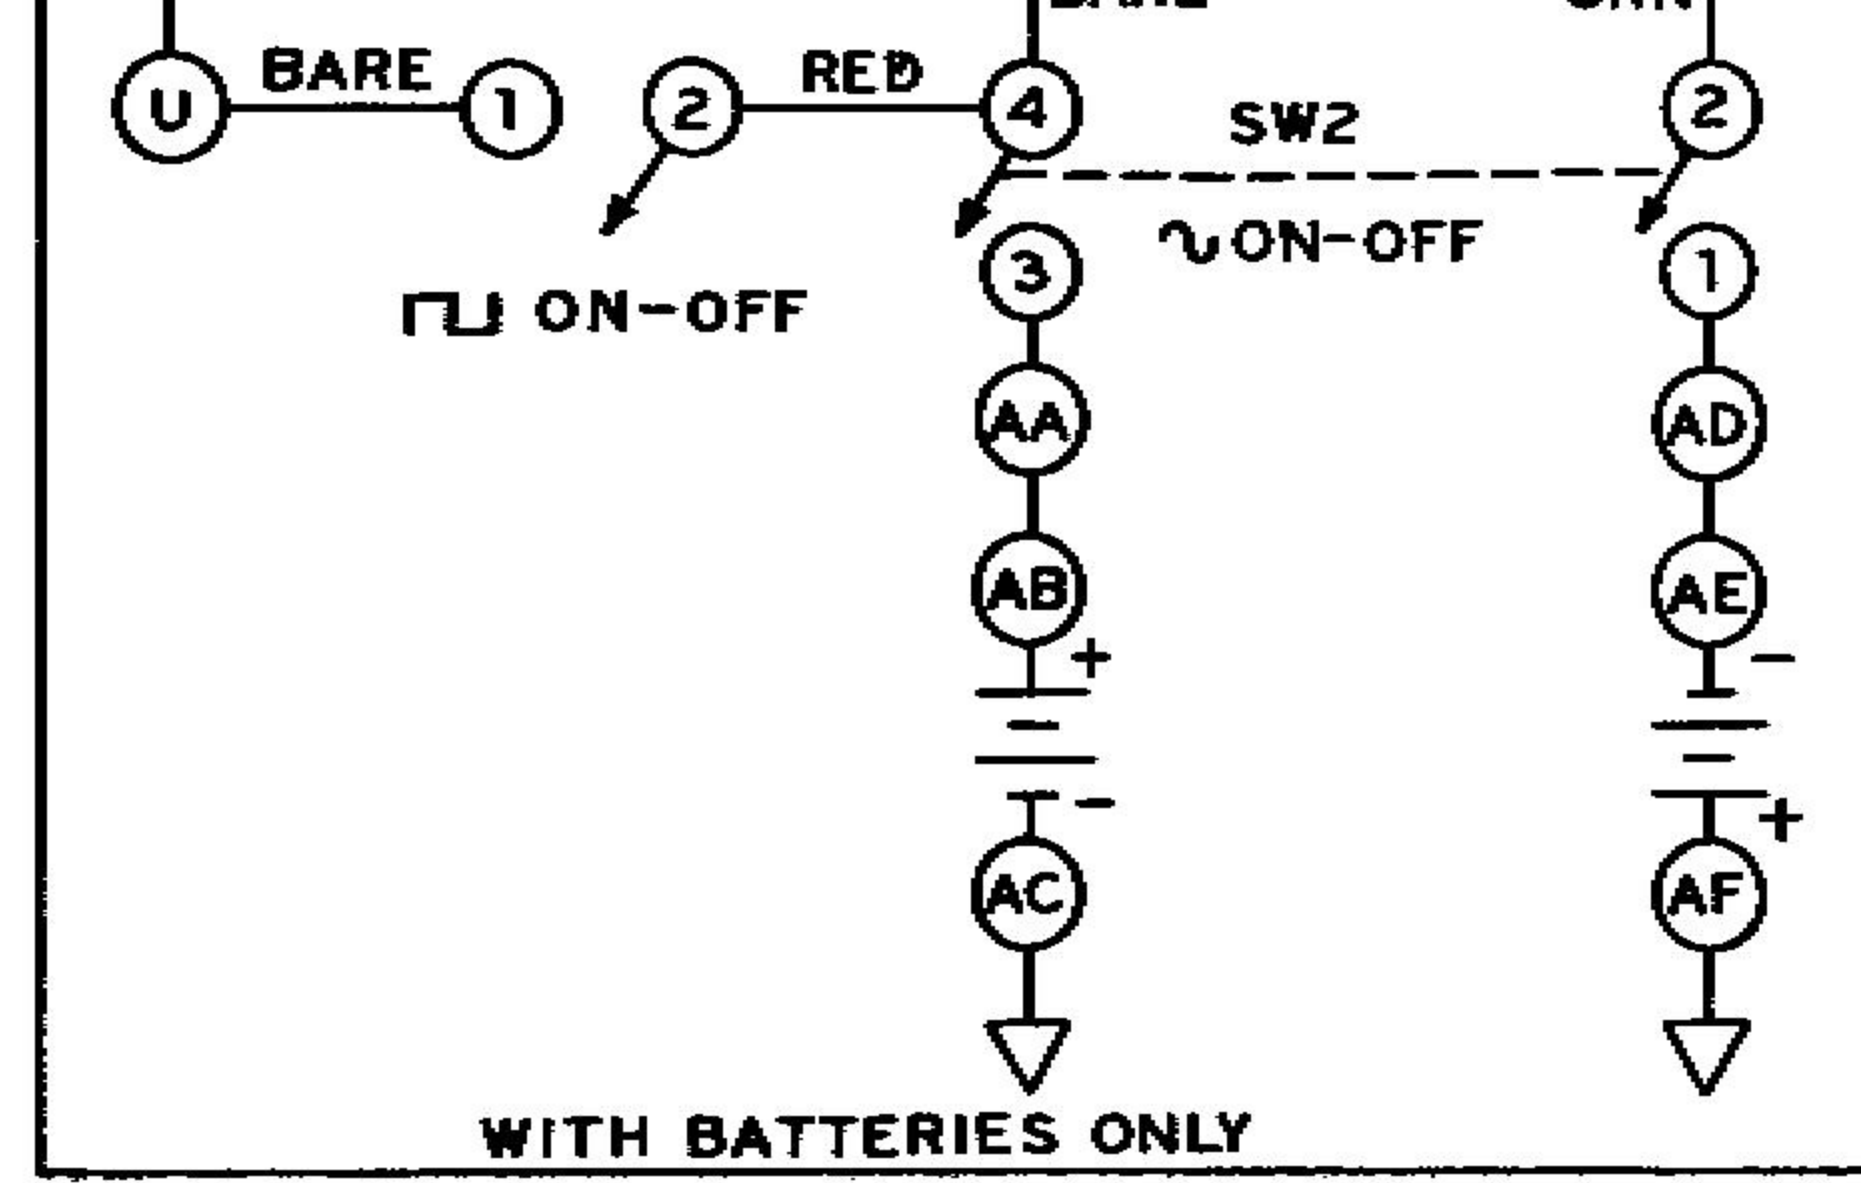 U BARE 1 2 RED 4 SW2 2
∿ ON-OFF
⊓⊔ ON-OFF
3 1
AA AD
AB AE
+ -
- +
AC AF
WITH BATTERIES ONLY